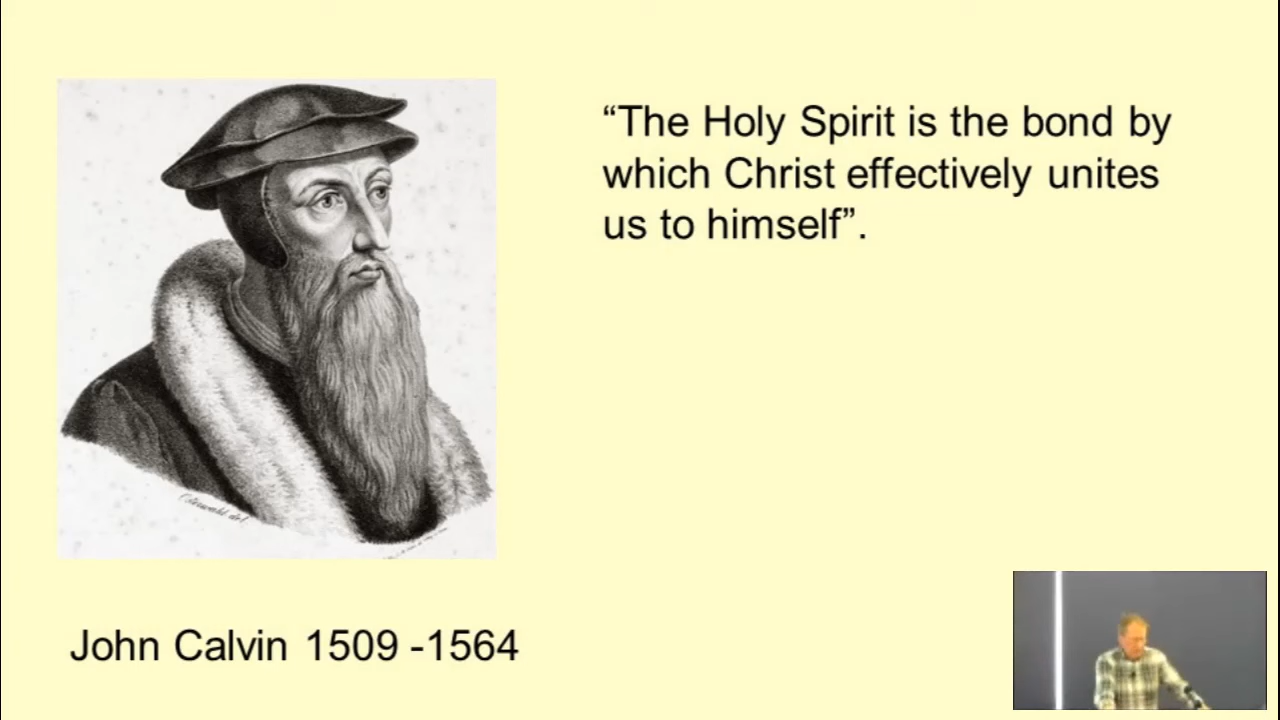 “The Holy Spirit is the bond by
which Christ effectively unites
us to himself”.
John Calvin 1509 -1564